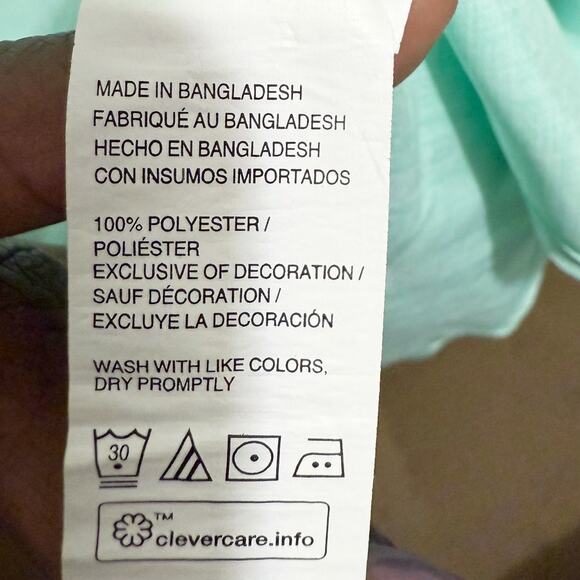 MADE IN BANGLADESH
FABRIQUÉ AU BANGLADESH
HECHO EN BANGLADESH
CON INSUMOS IMPORTADOS
100% POLYESTER /
POLIÉSTER
EXCLUSIVE OF DECORATION /
SAUF DÉCORATION /
EXCLUYE LA DECORACIÓN
WASH WITH LIKE COLORS,
DRY PROMPTLY
30
™
clevercare.info